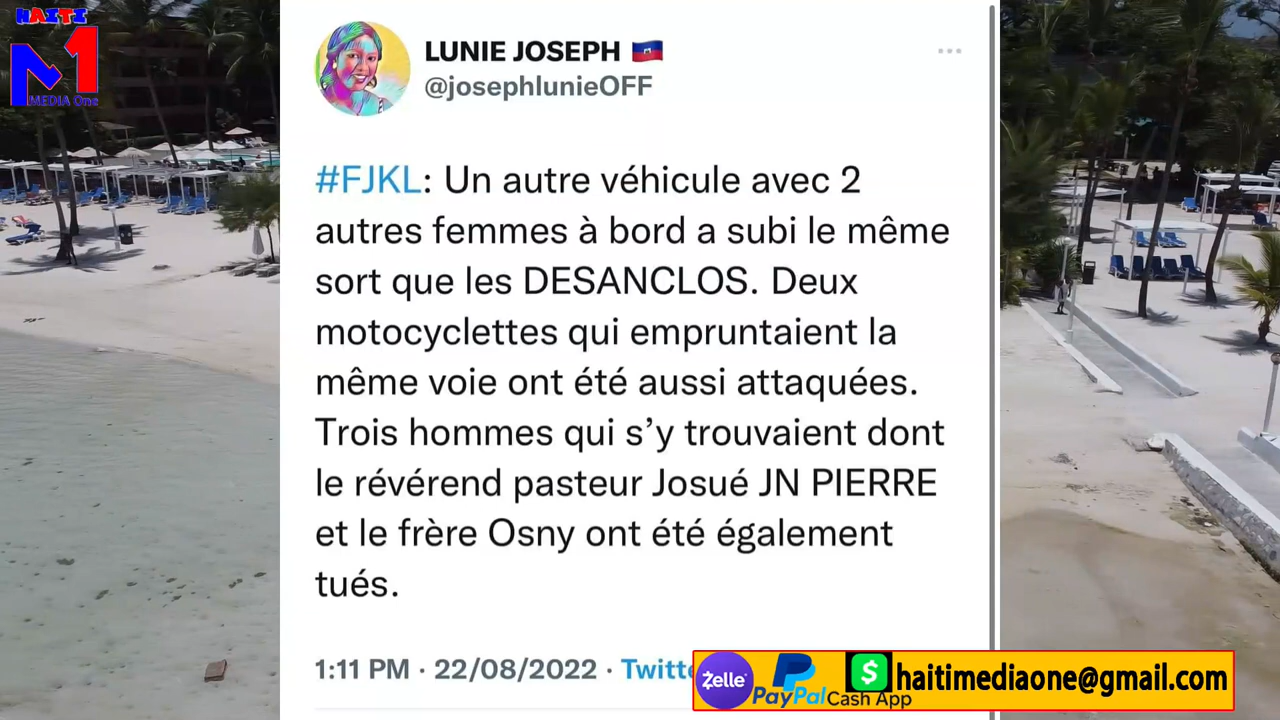 HAITI
MEDIA One
LUNIE JOSEPH
@josephlunieOFF
#FJKL: Un autre véhicule avec 2
autres femmes à bord a subi le même
sort que les DESANCLOS. Deux
motocyclettes qui empruntaient la
même voie ont été aussi attaquées.
Trois hommes qui s'y trouvaient dont
le révérend pasteur Josué JN PIERRE
et le frère Osny ont été également
tués.
1:11 PM · 22/08/2022 · Twitte
Zelle
PayPal
$
Cash App
haitimediaone@gmail.com